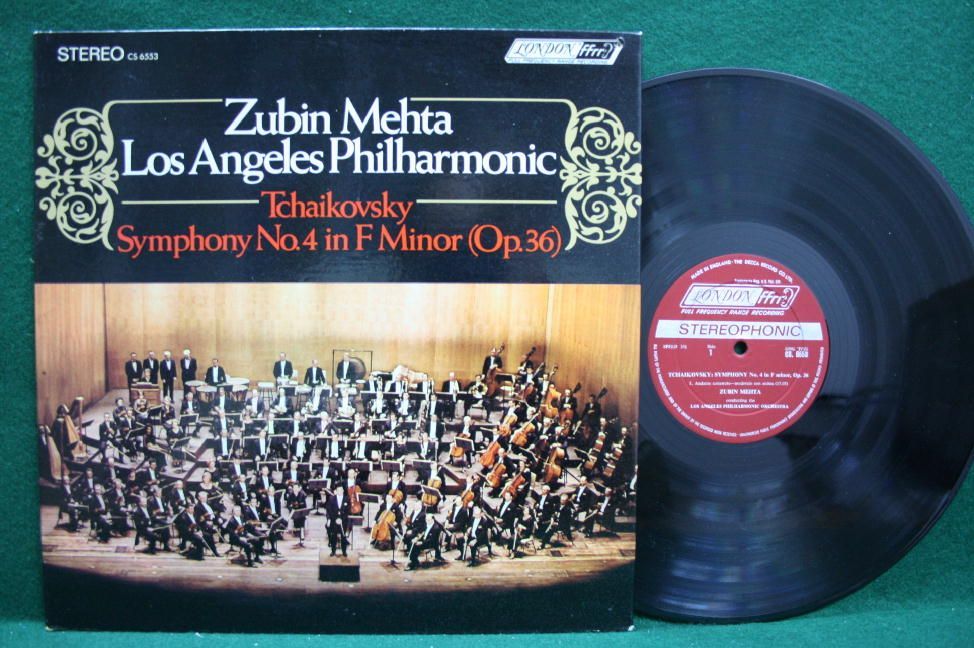 STEREO CS 6553
LONDON ffrr
FULL FREQUENCY RANGE RECORDING
Zubin Mehta
Los Angeles Philharmonic
Tchaikovsky
Symphony No. 4 in F Minor (Op. 36)
MADE IN ENGLAND · THE DECCA RECORD CO LTD.
LONDON ffrr
FULL FREQUENCY RANGE RECORDING
STEREOPHONIC
Side
1
TCHAIKOVSKY: SYMPHONY No. 4 in F minor, Op. 36
ZUBIN MEHTA
conducting the
LOS ANGELES PHILHARMONIC ORCHESTRA